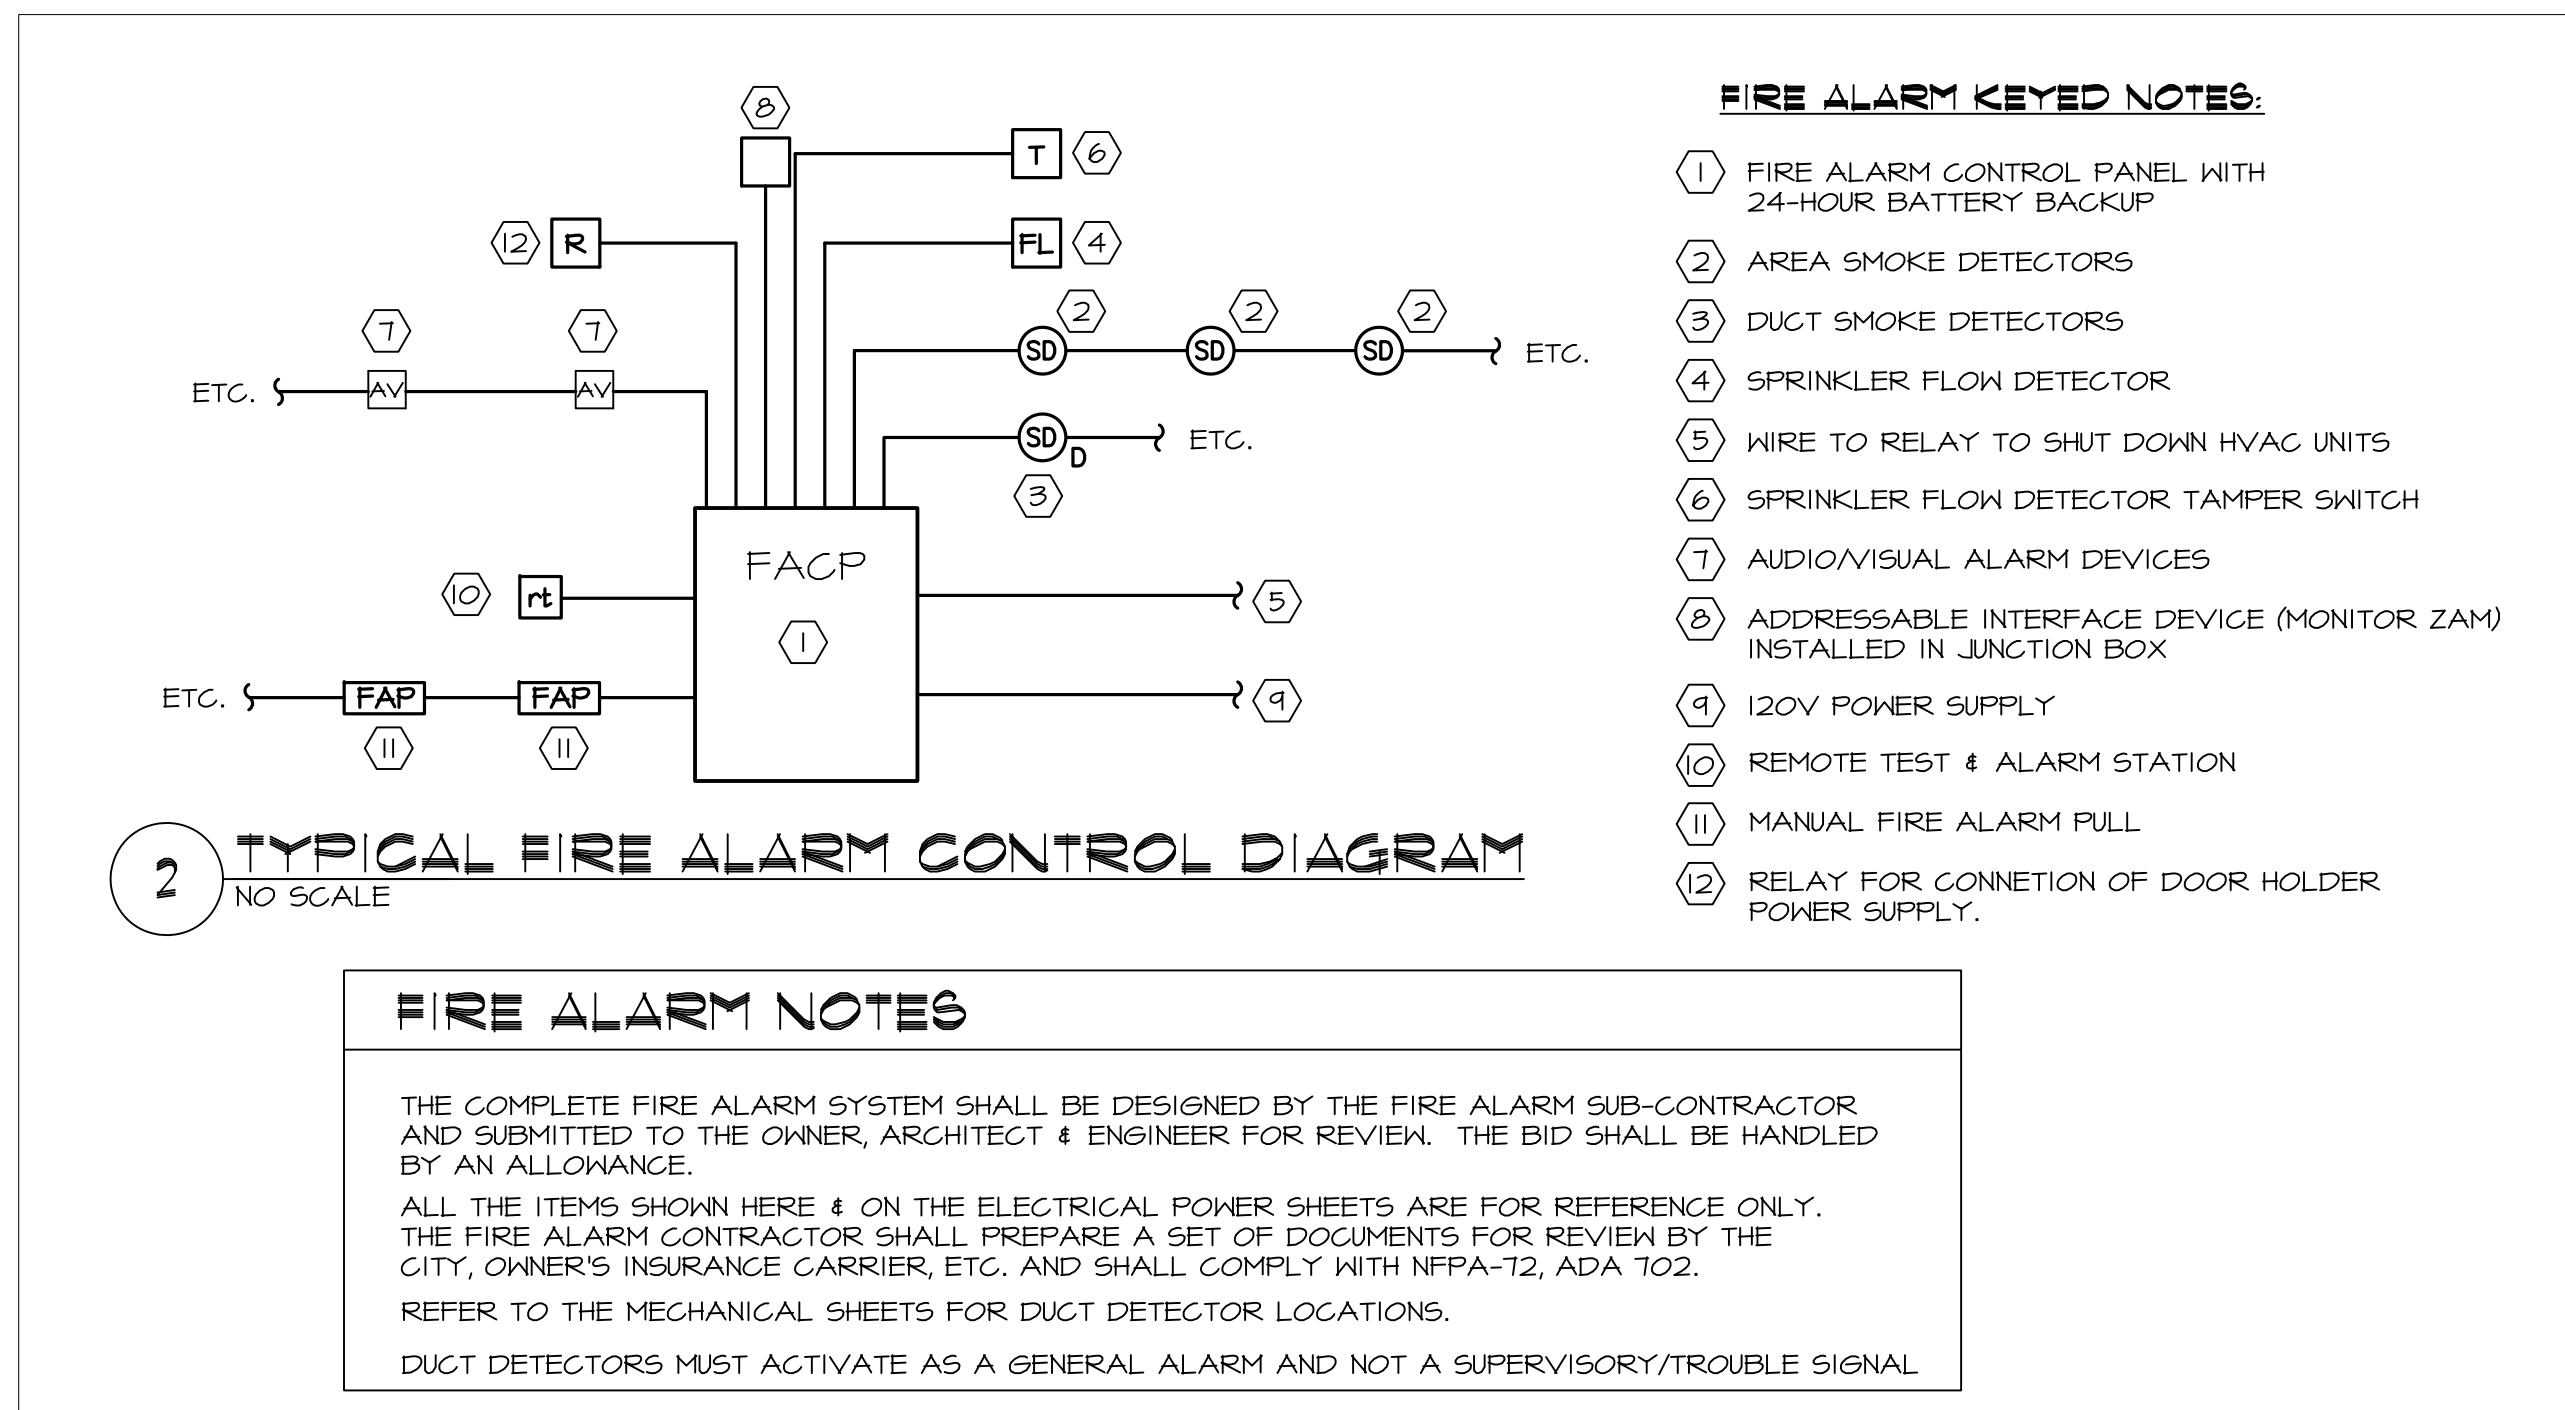 8
T 6
12 R
FL 4
2 2 2
7 7
SD SD SD ETC.
ETC. AV AV
SD D ETC.
3
FACP
10 rt
5
1
ETC. FAP FAP
9
11 11
2 TYPICAL FIRE ALARM CONTROL DIAGRAM
NO SCALE
FIRE ALARM KEYED NOTES:
1 FIRE ALARM CONTROL PANEL WITH
24-HOUR BATTERY BACKUP
2 AREA SMOKE DETECTORS
3 DUCT SMOKE DETECTORS
4 SPRINKLER FLOW DETECTOR
5 WIRE TO RELAY TO SHUT DOWN HVAC UNITS
6 SPRINKLER FLOW DETECTOR TAMPER SWITCH
7 AUDIO/VISUAL ALARM DEVICES
8 ADDRESSABLE INTERFACE DEVICE (MONITOR ZAM)
INSTALLED IN JUNCTION BOX
9 120V POWER SUPPLY
10 REMOTE TEST & ALARM STATION
11 MANUAL FIRE ALARM PULL
12 RELAY FOR CONNETION OF DOOR HOLDER
POWER SUPPLY.
FIRE ALARM NOTES
THE COMPLETE FIRE ALARM SYSTEM SHALL BE DESIGNED BY THE FIRE ALARM SUB-CONTRACTOR
AND SUBMITTED TO THE OWNER, ARCHITECT & ENGINEER FOR REVIEW. THE BID SHALL BE HANDLED
BY AN ALLOWANCE.
ALL THE ITEMS SHOWN HERE & ON THE ELECTRICAL POWER SHEETS ARE FOR REFERENCE ONLY.
THE FIRE ALARM CONTRACTOR SHALL PREPARE A SET OF DOCUMENTS FOR REVIEW BY THE
CITY, OWNER'S INSURANCE CARRIER, ETC. AND SHALL COMPLY WITH NFPA-72, ADA 702.
REFER TO THE MECHANICAL SHEETS FOR DUCT DETECTOR LOCATIONS.
DUCT DETECTORS MUST ACTIVATE AS A GENERAL ALARM AND NOT A SUPERVISORY/TROUBLE SIGNAL